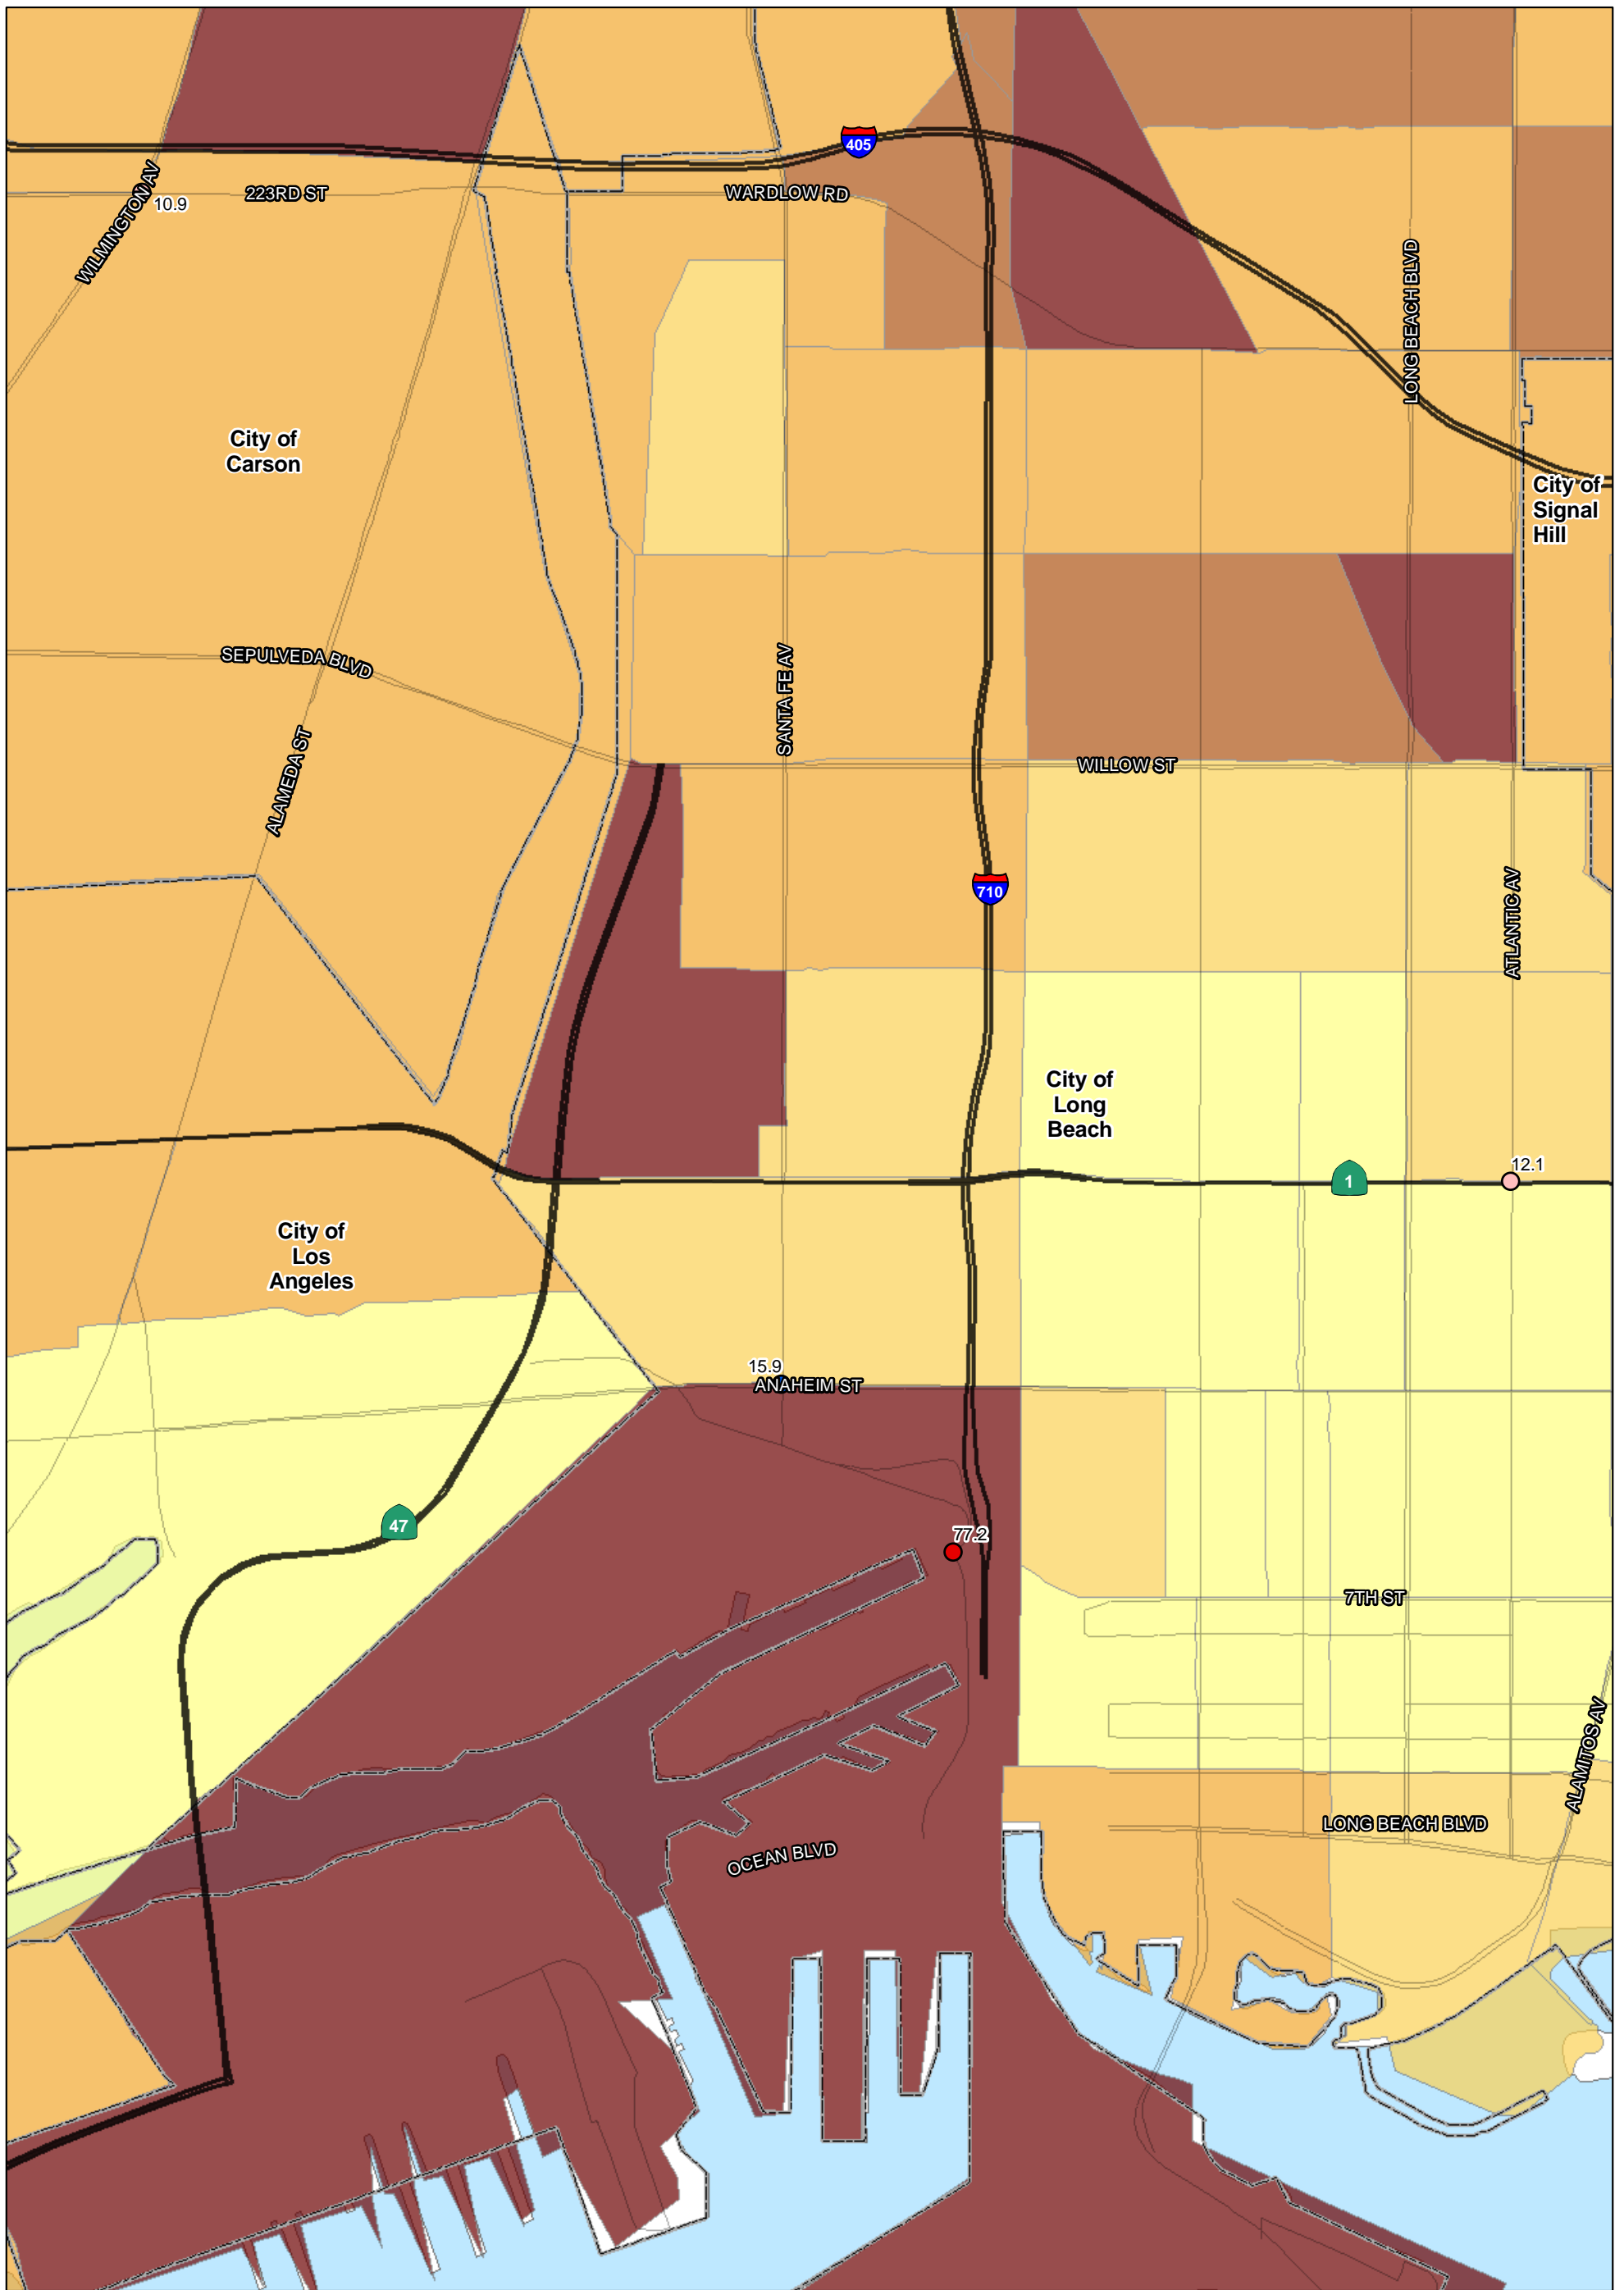 405
WILMINGTON AV
10.9
223RD ST
WARDLOW RD
LONG BEACH BLVD
City of
Carson
City of
Signal
Hill
SEPULVEDA BLVD
SANTA FE AV
ALAMEDA ST
WILLOW ST
710
ATLANTIC AV
City of
Long
Beach
12.1
1
City of
Los
Angeles
15.9
ANAHEIM ST
47
77.2
7TH ST
ALAMITOS AV
LONG BEACH BLVD
OCEAN BLVD